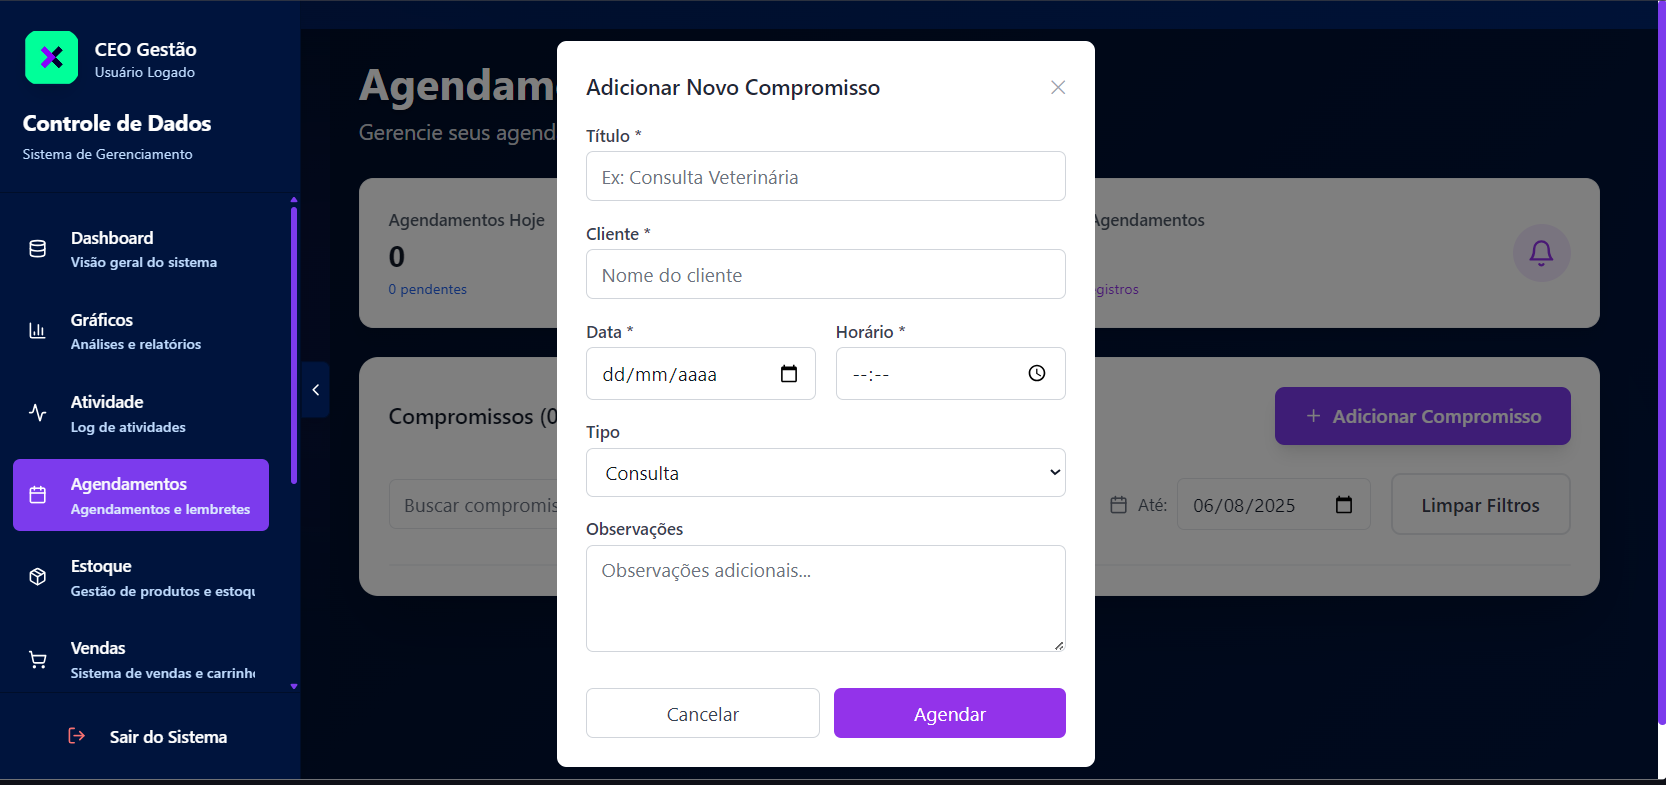 CEO Gestão
Usuário Logado
Controle de Dados
Sistema de Gerenciamento
Dashboard
Visão geral do sistema
Gráficos
Análises e relatórios
Atividade
Log de atividades
Agendamentos
Agendamentos e lembretes
Estoque
Gestão de produtos e estoqu
Vendas
Sistema de vendas e carrinh
Sair do Sistema
Agendam
Gerencie seus agend
Agendamentos Hoje
0
0 pendentes
Agendamentos
egistros
Compromissos (0
+ Adicionar Compromisso
Buscar compromis
Até: 06/08/2025
Limpar Filtros
Adicionar Novo Compromisso
Título *
Ex: Consulta Veterinária
Cliente *
Nome do cliente
Data * Horário *
dd/mm/aaaa --:--
Tipo
Consulta
Observações
Observações adicionais...
Cancelar Agendar